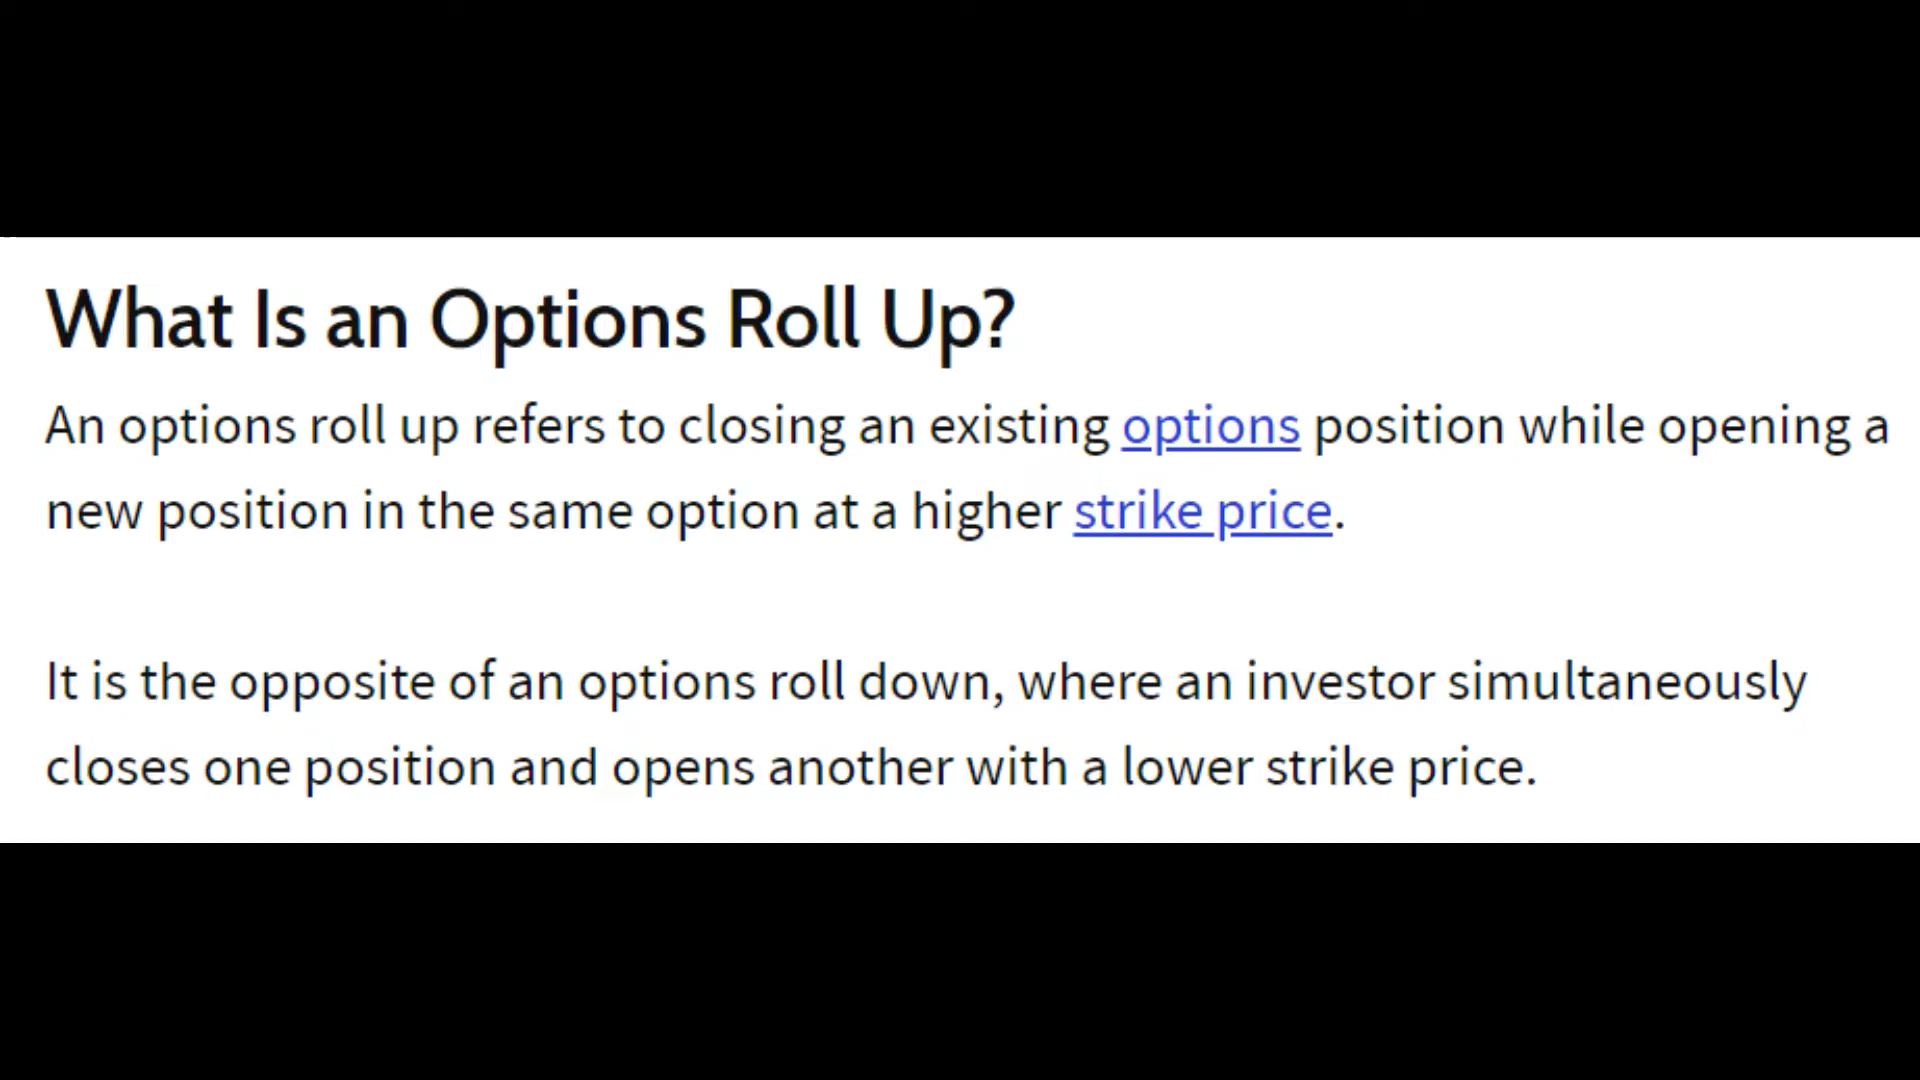 What Is an Options Roll Up?
An options roll up refers to closing an existing options position while opening a
new position in the same option at a higher strike price.
It is the opposite of an options roll down, where an investor simultaneously
closes one position and opens another with a lower strike price.